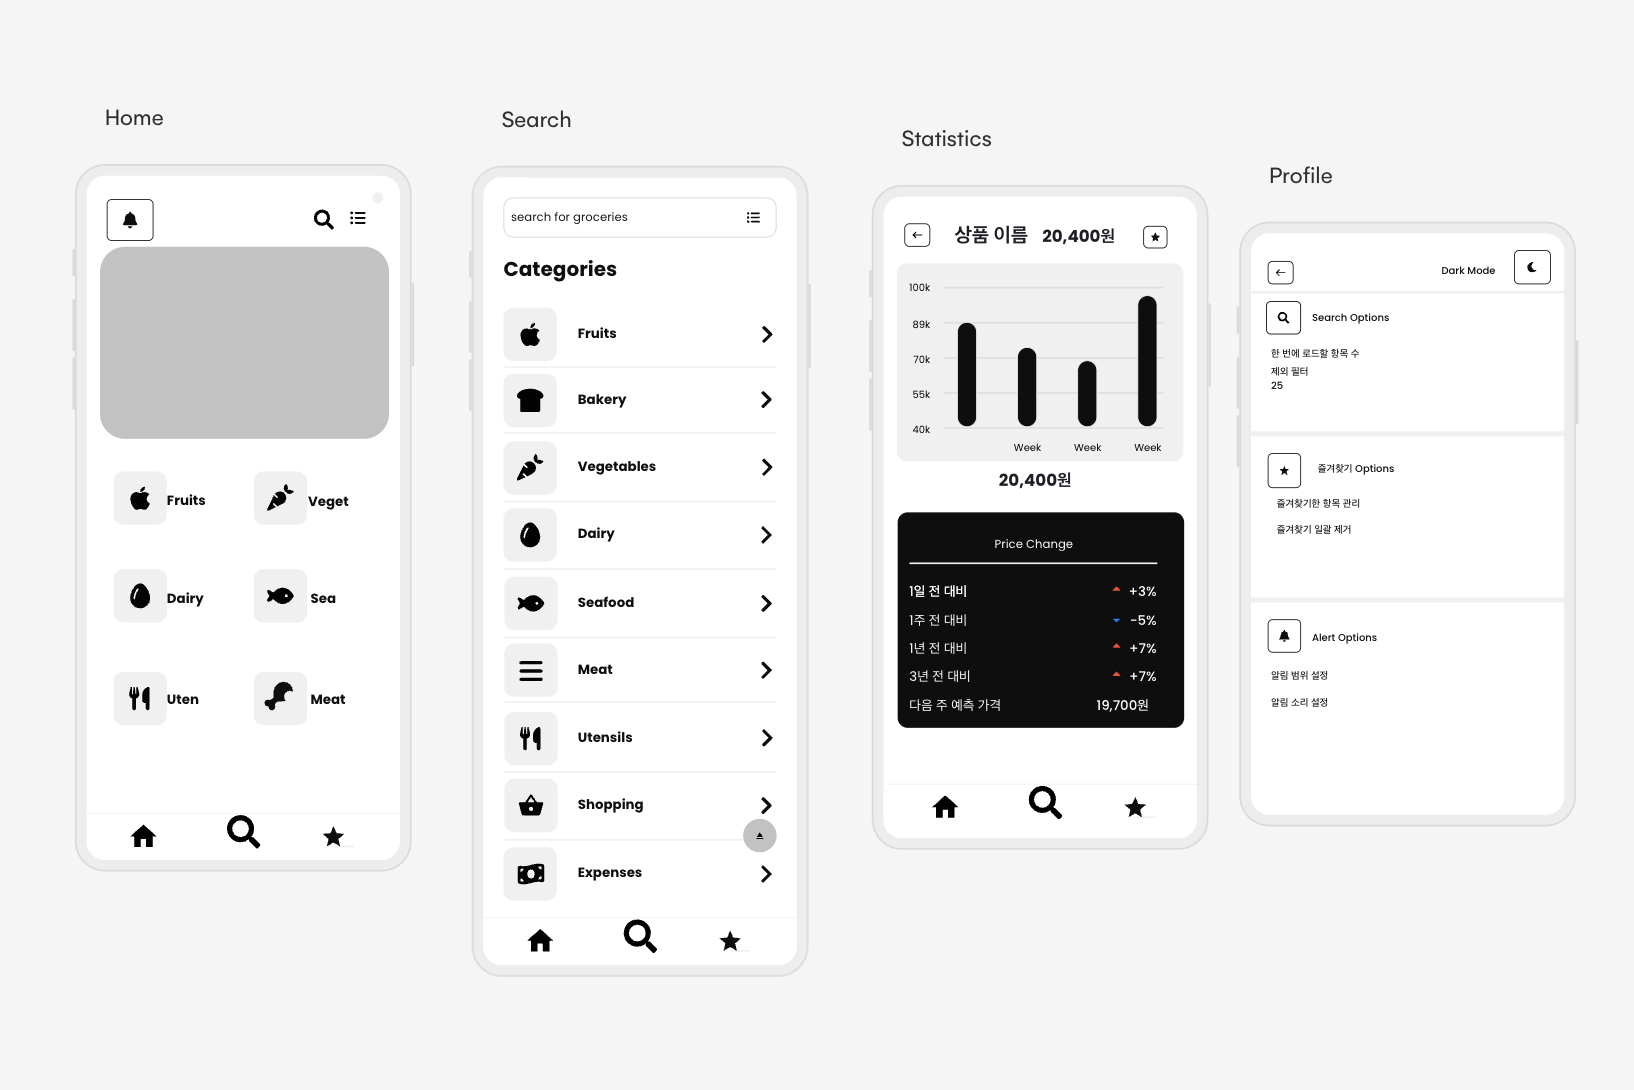 Home
Fruits
Veget
Dairy
Sea
Uten
Meat
Search
search for groceries
Categories
Fruits
Bakery
Vegetables
Dairy
Seafood
Meat
Utensils
Shopping
Expenses
Statistics
상품 이름 20,400원
100k
89k
70k
55k
40k
Week Week Week
20,400원
Price Change
1일 전 대비 +3%
1주 전 대비 -5%
1년 전 대비 +7%
3년 전 대비 +7%
다음 주 예측 가격 19,700원
Profile
Dark Mode
Search Options
한 번에 로드할 항목 수
제외 필터
25
즐겨찾기 Options
즐겨찾기한 항목 관리
즐겨찾기 일괄 제거
Alert Options
알림 범위 설정
알림 소리 설정